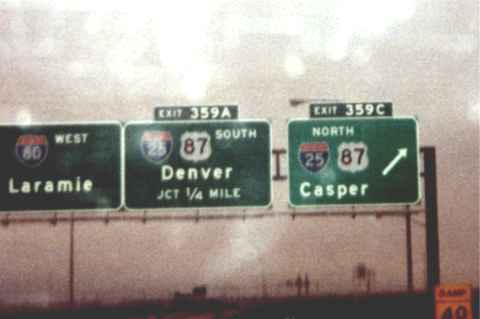 80 WEST
Laramie
EXIT 359A
25 87 SOUTH
Denver
JCT 1/4 MILE
EXIT 359C
NORTH
25 87
Casper
RAMP
40